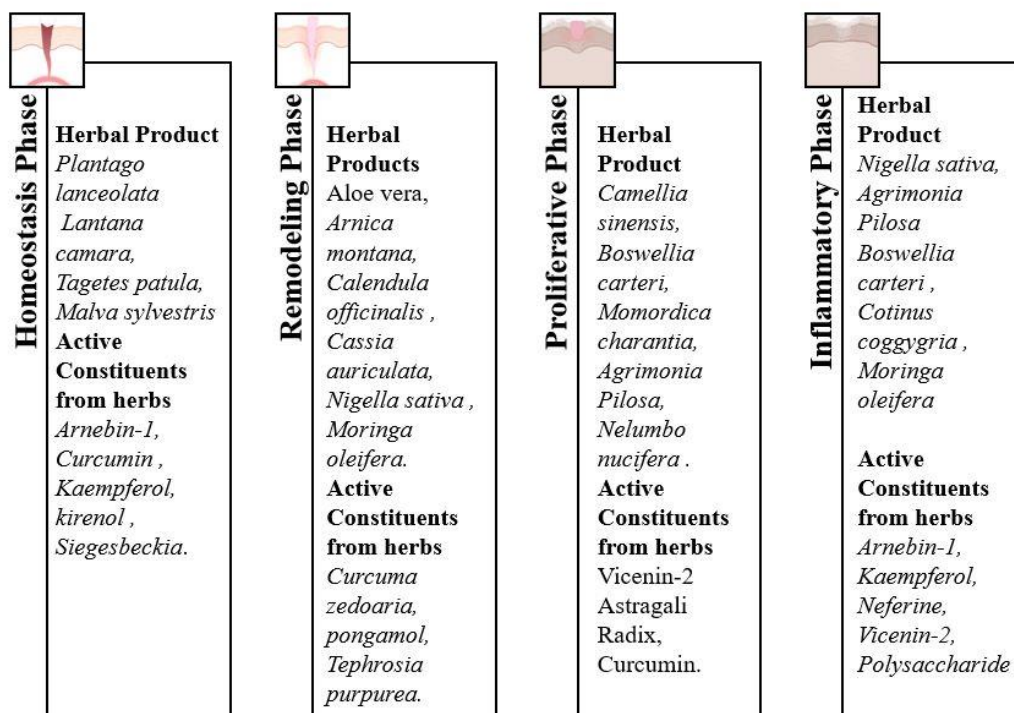 Homeostasis Phase
Herbal Product
Plantago
lanceolata
Lantana
camara,
Tagetes patula,
Malva sylvestris
Active
Constituents
from herbs
Arnebin-1,
Curcumin ,
Kaempferol,
kirenol ,
Siegesbeckia.
Remodeling Phase
Herbal
Products
Aloe vera,
Arnica
montana,
Calendula
officinalis ,
Cassia
auriculata,
Nigella sativa ,
Moringa
oleifera.
Active
Constituents
from herbs
Curcuma
zedoaria,
pongamol,
Tephrosia
purpurea.
Proliferative Phase
Herbal
Product
Camellia
sinensis,
Boswellia
carteri,
Momordica
charantia,
Agrimonia
Pilosa,
Nelumbo
nucifera .
Active
Constituents
from herbs
Vicenin-2
Astragali
Radix,
Curcumin.
Inflammatory Phase
Herbal
Product
Nigella sativa,
Agrimonia
Pilosa
Boswellia
carteri ,
Cotinus
coggygria ,
Moringa
oleifera
Active
Constituents
from herbs
Arnebin-1,
Kaempferol,
Neferine,
Vicenin-2,
Polysaccharide